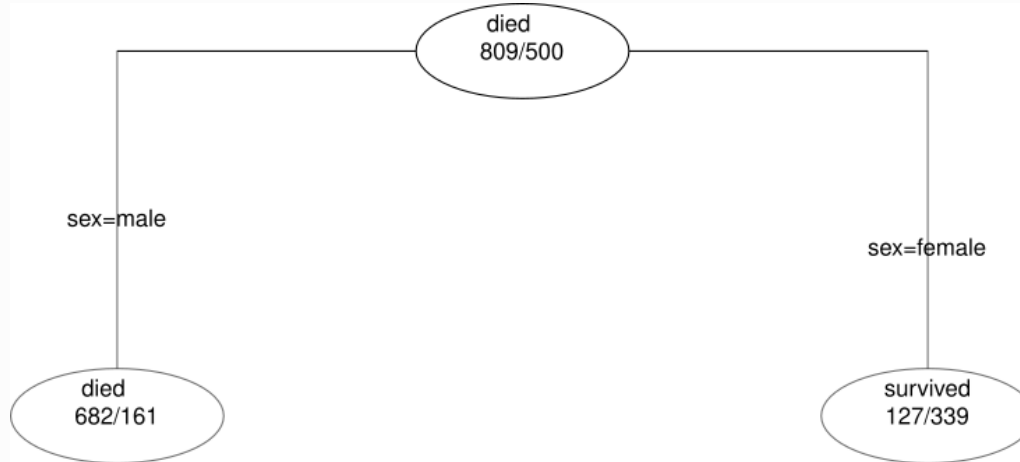 died
809/500
sex=male
sex=female
died
682/161
survived
127/339